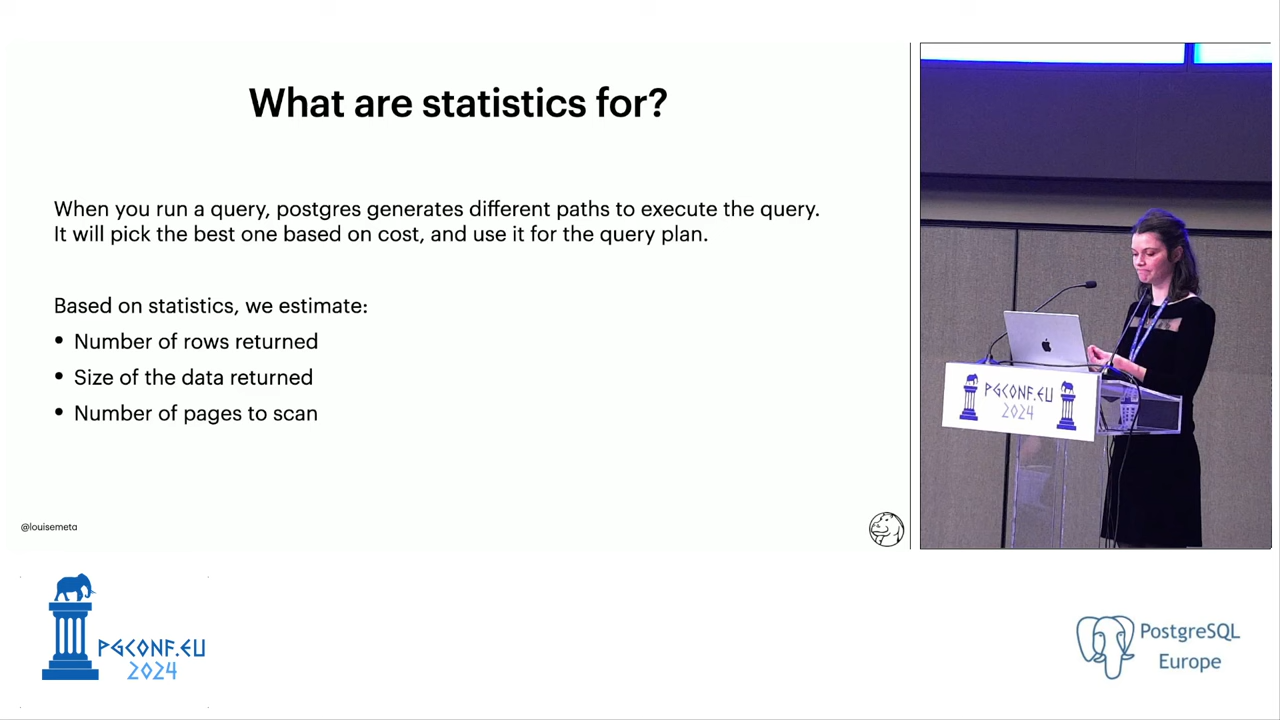 What are statistics for?
When you run a query, postgres generates different paths to execute the query.
It will pick the best one based on cost, and use it for the query plan.
Based on statistics, we estimate:
• Number of rows returned
• Size of the data returned
• Number of pages to scan
@louisemeta
PGCONF.EU
2024
PGCONF.EU
2024
PostgreSQL
Europe